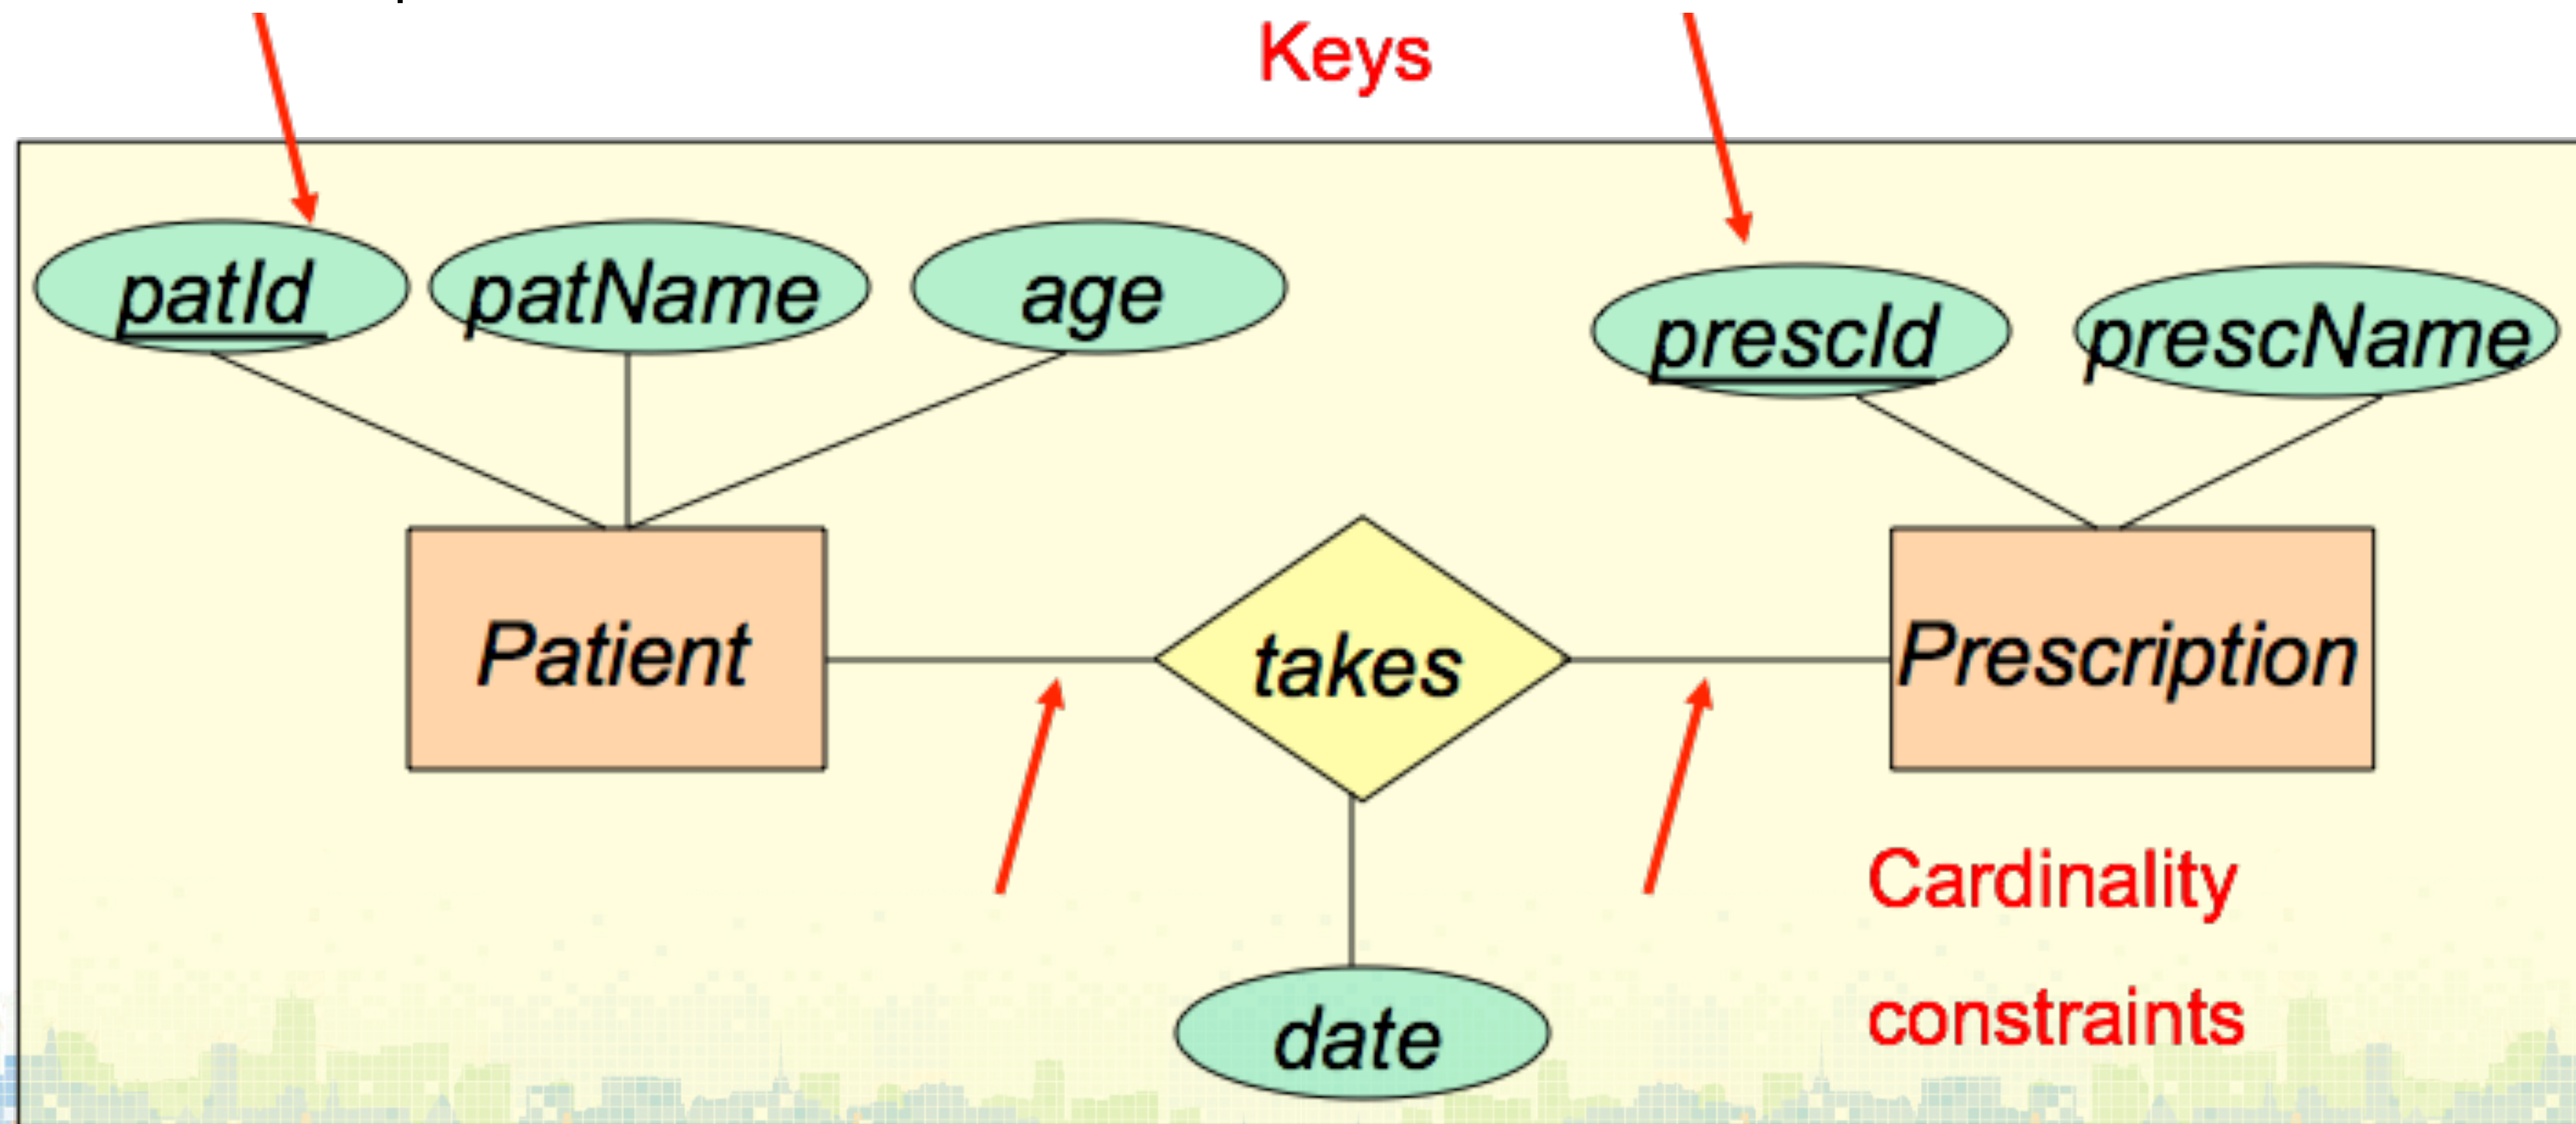 Keys
patId
patName
age
prescId
prescName
Patient
takes
Prescription
Cardinality
constraints
date